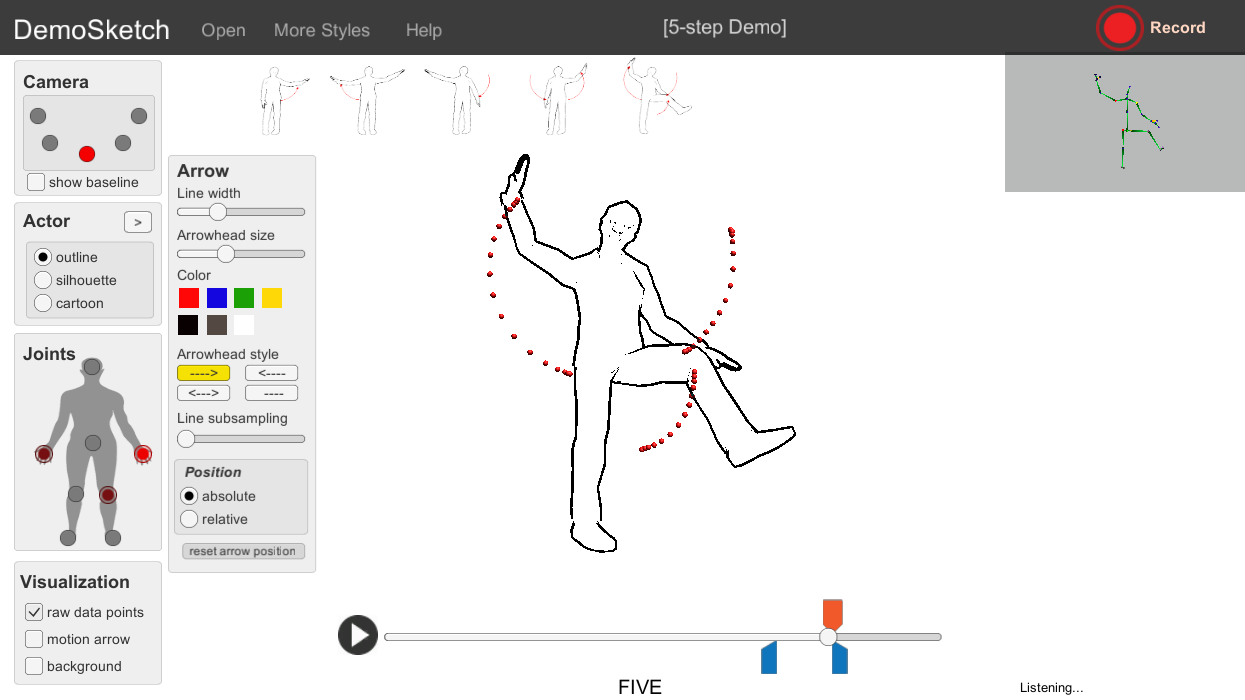 DemoSketch Open More Styles Help [5-step Demo] Record
Camera
show baseline
Actor >
outline
silhouette
cartoon
Joints
Visualization
raw data points
motion arrow
background
Arrow
Line width
Arrowhead size
Color
Arrowhead style
----> <----
<---> ----
Line subsampling
Position
absolute
relative
reset arrow position
FIVE
Listening...